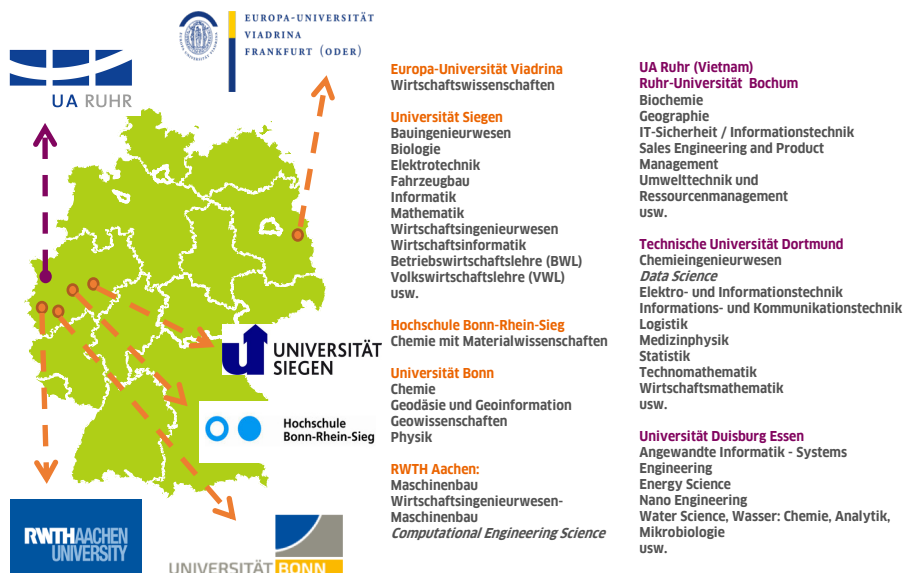 EUROPA-UNIVERSITÄT
VIADRINA
FRANKFURT (ODER)
UA RUHR
UNIVERSITÄT
SIEGEN
Hochschule
Bonn-Rhein-Sieg
RWTHAACHEN
UNIVERSITY
UNIVERSITÄT BONN
Europa-Universität Viadrina
Wirtschaftswissenschaften
Universität Siegen
Bauingenieurwesen
Biologie
Elektrotechnik
Fahrzeugbau
Informatik
Mathematik
Wirtschaftsingenieurwesen
Wirtschaftsinformatik
Betriebswirtschaftslehre (BWL)
Volkswirtschaftslehre (VWL)
usw.
Hochschule Bonn-Rhein-Sieg
Chemie mit Materialwissenschaften
Universität Bonn
Chemie
Geodäsie und Geoinformation
Geowissenschaften
Physik
RWTH Aachen:
Maschinenbau
Wirtschaftsingenieurwesen-
Maschinenbau
Computational Engineering Science
UA Ruhr (Vietnam)
Ruhr-Universität Bochum
Biochemie
Geographie
IT-Sicherheit / Informationstechnik
Sales Engineering and Product
Management
Umwelttechnik und
Ressourcenmanagement
usw.
Technische Universität Dortmund
Chemieingenieurwesen
Data Science
Elektro- und Informationstechnik
Informations- und Kommunikationstechnik
Logistik
Medizinphysik
Statistik
Technomathematik
Wirtschaftsmathematik
usw.
Universität Duisburg Essen
Angewandte Informatik - Systems
Engineering
Energy Science
Nano Engineering
Water Science, Wasser: Chemie, Analytik,
Mikrobiologie
usw.